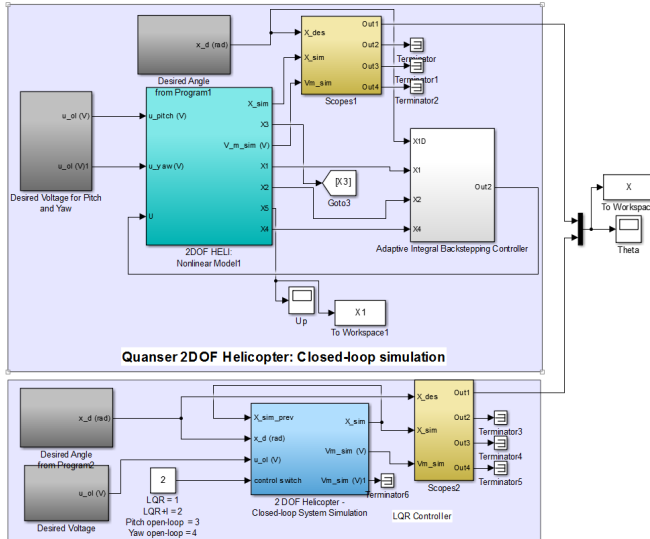 x_d (rad)
Desired Angle
from Program1
X_des
X_sim
Vm_sim
Out1
Out2
Out3
Out4
Scopes1
Terminator
Terminator1
Terminator2
u_ol (V)
u_ol (V)1
Desired Voltage for Pitch
and Yaw
u_pitch (V)
u_yaw (V)
U
X_sim
X3
V_m_sim (V)
X1
X2
X5
X4
2DOF HELI:
Nonlinear Model1
[X3]
Goto3
X1D
X1
X2
X4
Out2
Adaptive Integral Backstepping Controller
X
To Workspace
Theta
Up
X1
To Workspace1
Quanser 2DOF Helicopter: Closed-loop simulation
x_d (rad)
Desired Angle
from Program2
u_ol (V)
Desired Voltage
2
LQR = 1
LQR+I = 2
Pitch open-loop = 3
Yaw open-loop = 4
X_sim_prev
x_d (rad)
u_ol (V)
control switch
X_sim
Vm_sim (V)
Vm_sim (V)1
2 DOF Helicopter -
Closed-loop System Simulation
Terminator6
X_des
X_sim
Vm_sim
Out1
Out2
Out3
Out4
Scopes2
Terminator3
Terminator4
Terminator5
LQR Controller